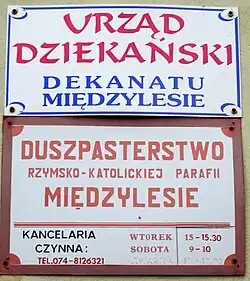 URZĄD
DZIEKAŃSKI
DEKANATU
MIĘDZYLESIE
DUSZPASTERSTWO
RZYMSKO-KATOLICKIEJ PARAFII
MIĘDZYLESIE
KANCELARIA WTOREK 15-15.30
CZYNNA: SOBOTA 9-10
TEL.074-8126321